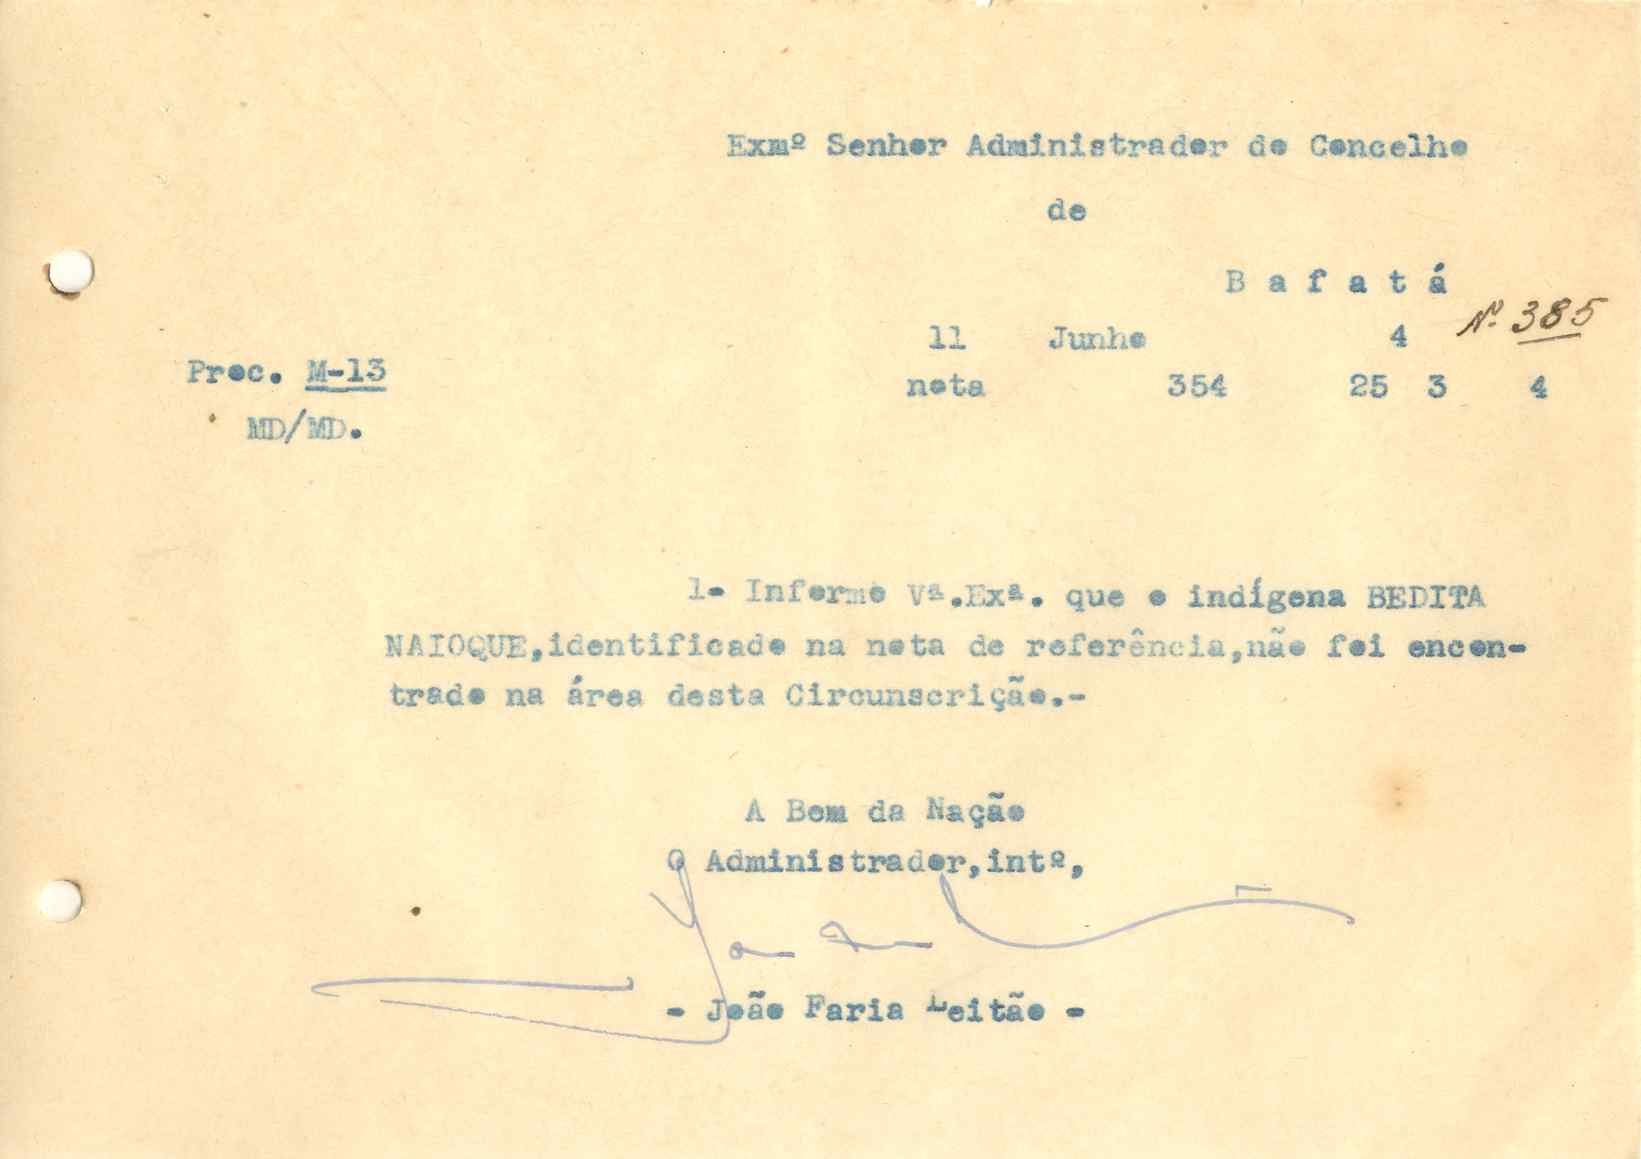 Exmº Senhor Administrador do Concelho
de
B a f a t á
Nº 385
11 Junho 4
Proc. M-13
nota 354 25 3 4
MD/MD.
1- Informo Vª.Exª. que o indígena BEDITA
NAIOQUE,identificado na nota de referência,não foi encon-
trado na área desta Circunscrição.-
A Bem da Nação
O Administrador,intº,
- João Faria Leitão -